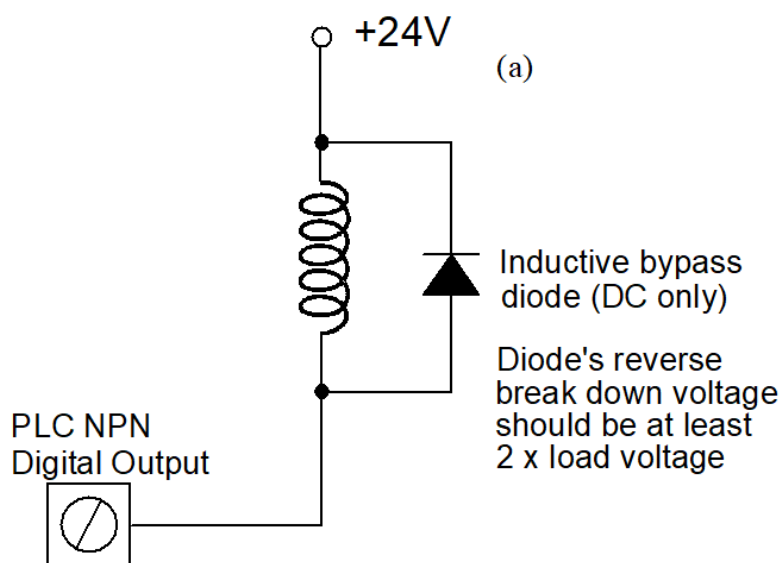 +24V
(a)
Inductive bypass
diode (DC only)
Diode's reverse
break down voltage
should be at least
2 x load voltage
PLC NPN
Digital Output